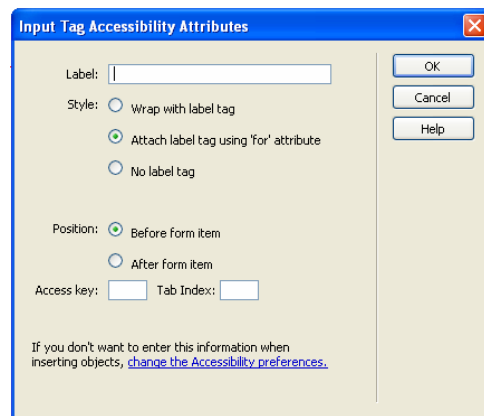 Input Tag Accessibility Attributes
Label:
Style: Wrap with label tag
Attach label tag using 'for' attribute
No label tag
Position: Before form item
After form item
Access key: Tab Index:
If you don't want to enter this information when
inserting objects, change the Accessibility preferences.
OK
Cancel
Help